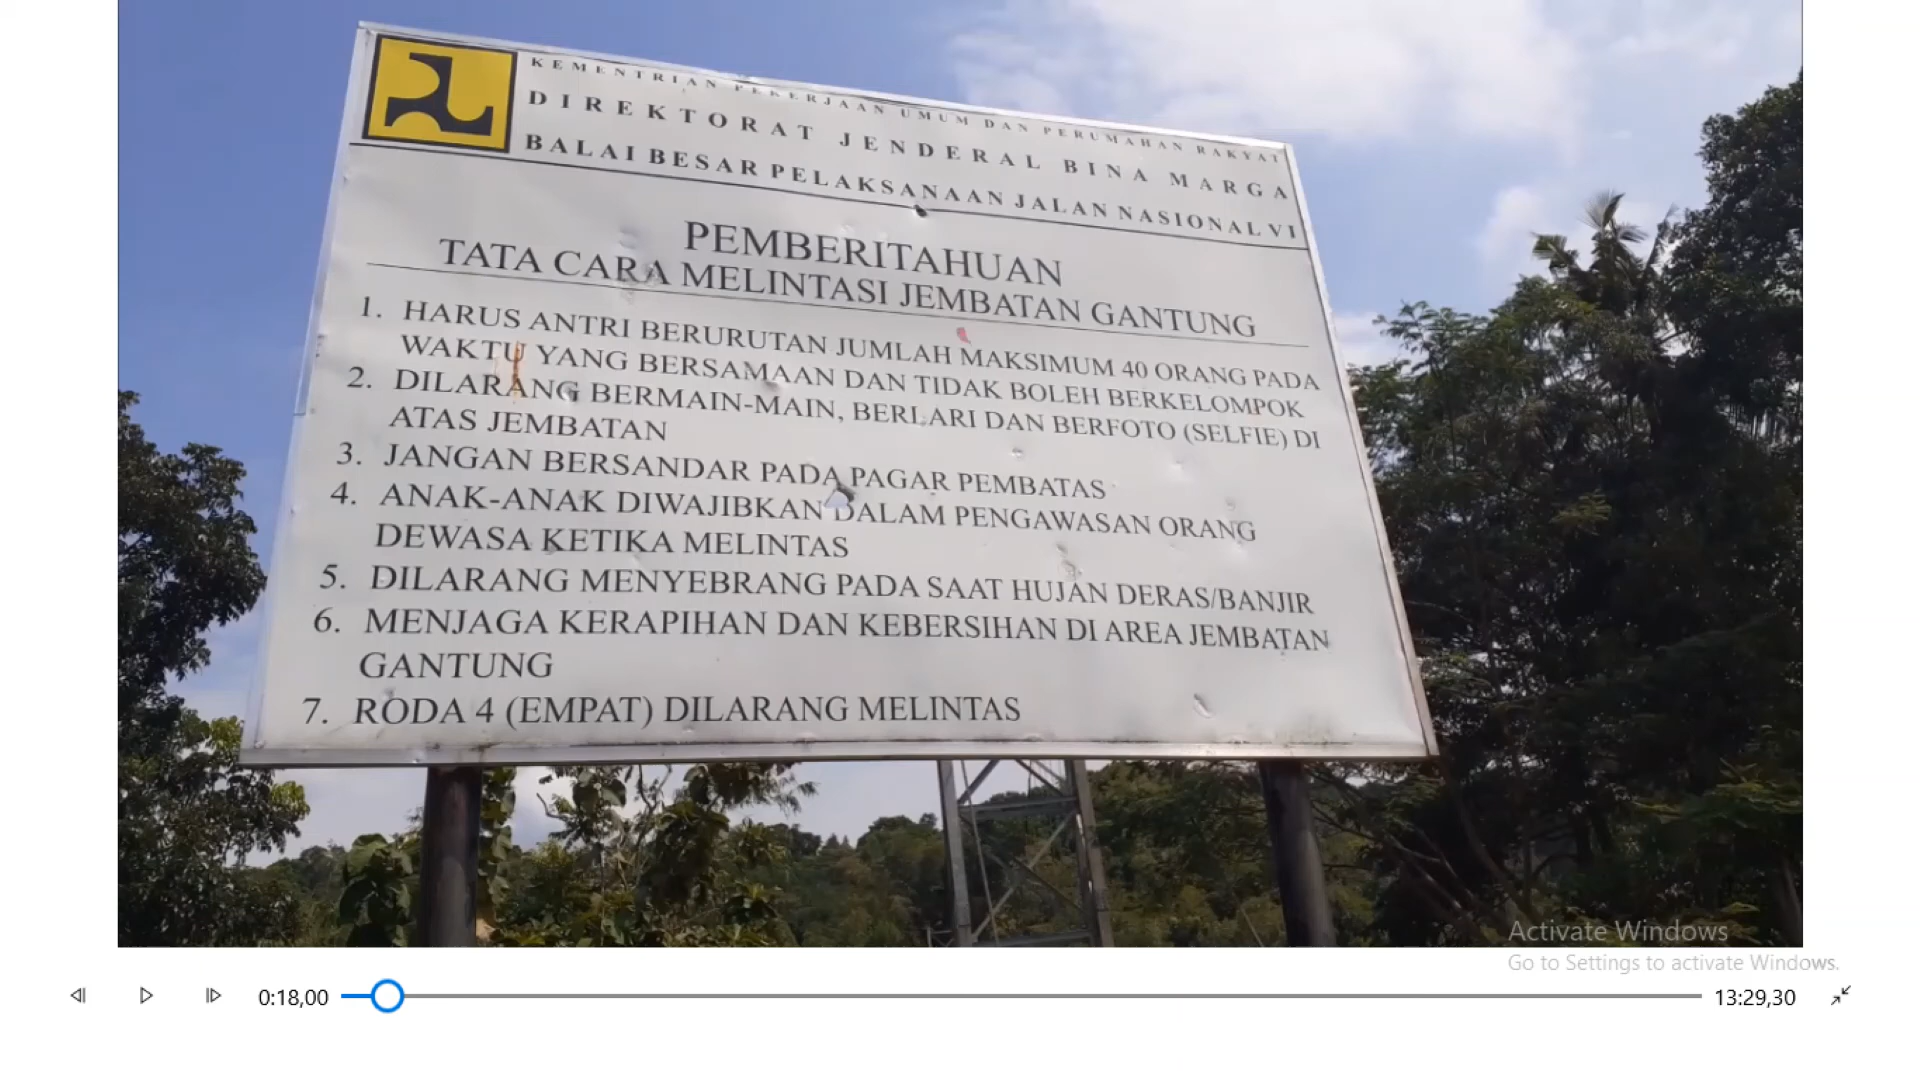 KEMENTRIAN PEKERJAAN UMUM DAN PERUMAHAN RAKYAT
DIREKTORAT JENDERAL BINA MARGA
BALAI BESAR PELAKSANAAN JALAN NASIONAL VI
PEMBERITAHUAN
TATA CARA MELINTASI JEMBATAN GANTUNG
1. HARUS ANTRI BERURUTAN JUMLAH MAKSIMUM 40 ORANG PADA
WAKTU YANG BERSAMAAN DAN TIDAK BOLEH BERKELOMPOK
2. DILARANG BERMAIN-MAIN, BERLARI DAN BERFOTO (SELFIE) DI
ATAS JEMBATAN
3. JANGAN BERSANDAR PADA PAGAR PEMBATAS
4. ANAK-ANAK DIWAJIBKAN DALAM PENGAWASAN ORANG
DEWASA KETIKA MELINTAS
5. DILARANG MENYEBRANG PADA SAAT HUJAN DERAS/BANJIR
6. MENJAGA KERAPIHAN DAN KEBERSIHAN DI AREA JEMBATAN
GANTUNG
7. RODA 4 (EMPAT) DILARANG MELINTAS
Activate Windows
Go to Settings to activate Windows.
0:18,00
13:29,30